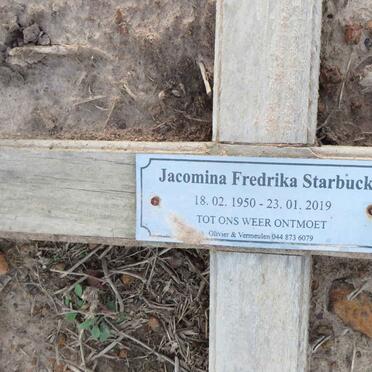 Jacomina Fredrika Starbuck
18. 02. 1950 - 23. 01. 2019
TOT ONS WEER ONTMOET
Olivier & Vermeulen 044 873 6079